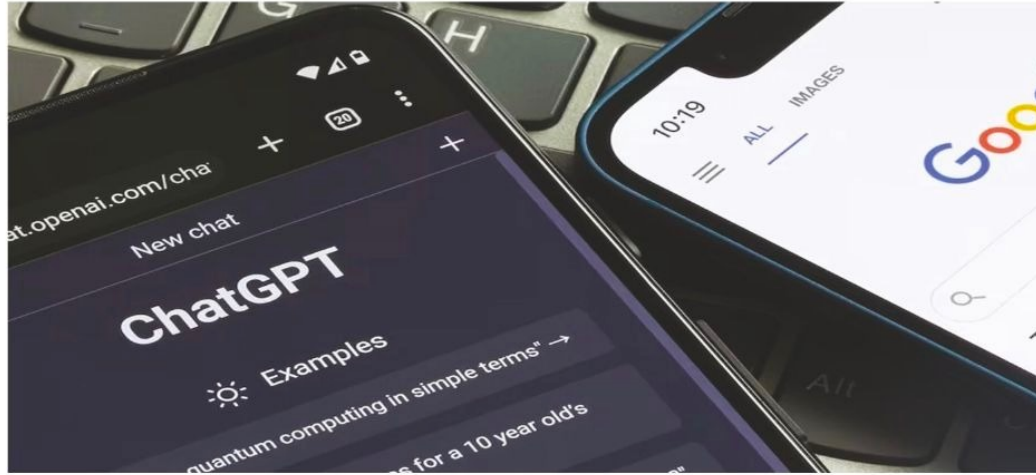 H
20
at.openai.com/cha
New chat
ChatGPT
Examples
quantum computing in simple terms" →
for a 10 year old's
10:19
ALL
IMAGES
Goo
Alt